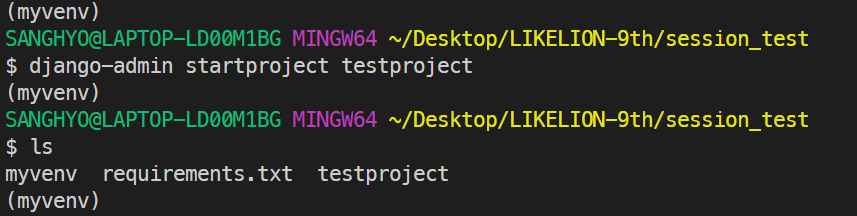 (myvenv)
SANGHYO@LAPTOP-LD00M1BG MINGW64 ~/Desktop/LIKELION-9th/session_test
$ django-admin startproject testproject
(myvenv)
SANGHYO@LAPTOP-LD00M1BG MINGW64 ~/Desktop/LIKELION-9th/session_test
$ ls
myvenv  requirements.txt  testproject
(myvenv)